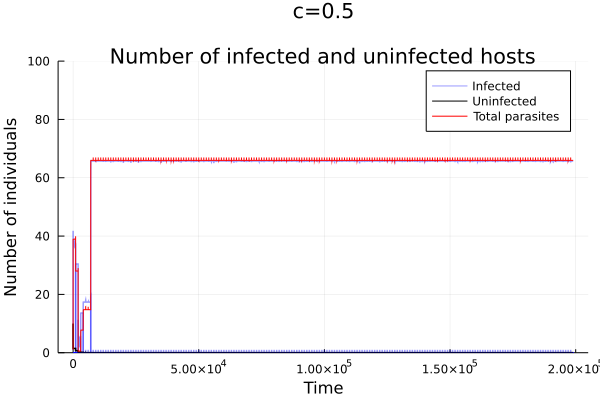 c=0.5
Number of infected and uninfected hosts
100
80
60
40
20
0
Number of individuals
Infected
Uninfected
Total parasites
0
5.00×10⁴
1.00×10⁵
1.50×10⁵
2.00×10⁵
Time